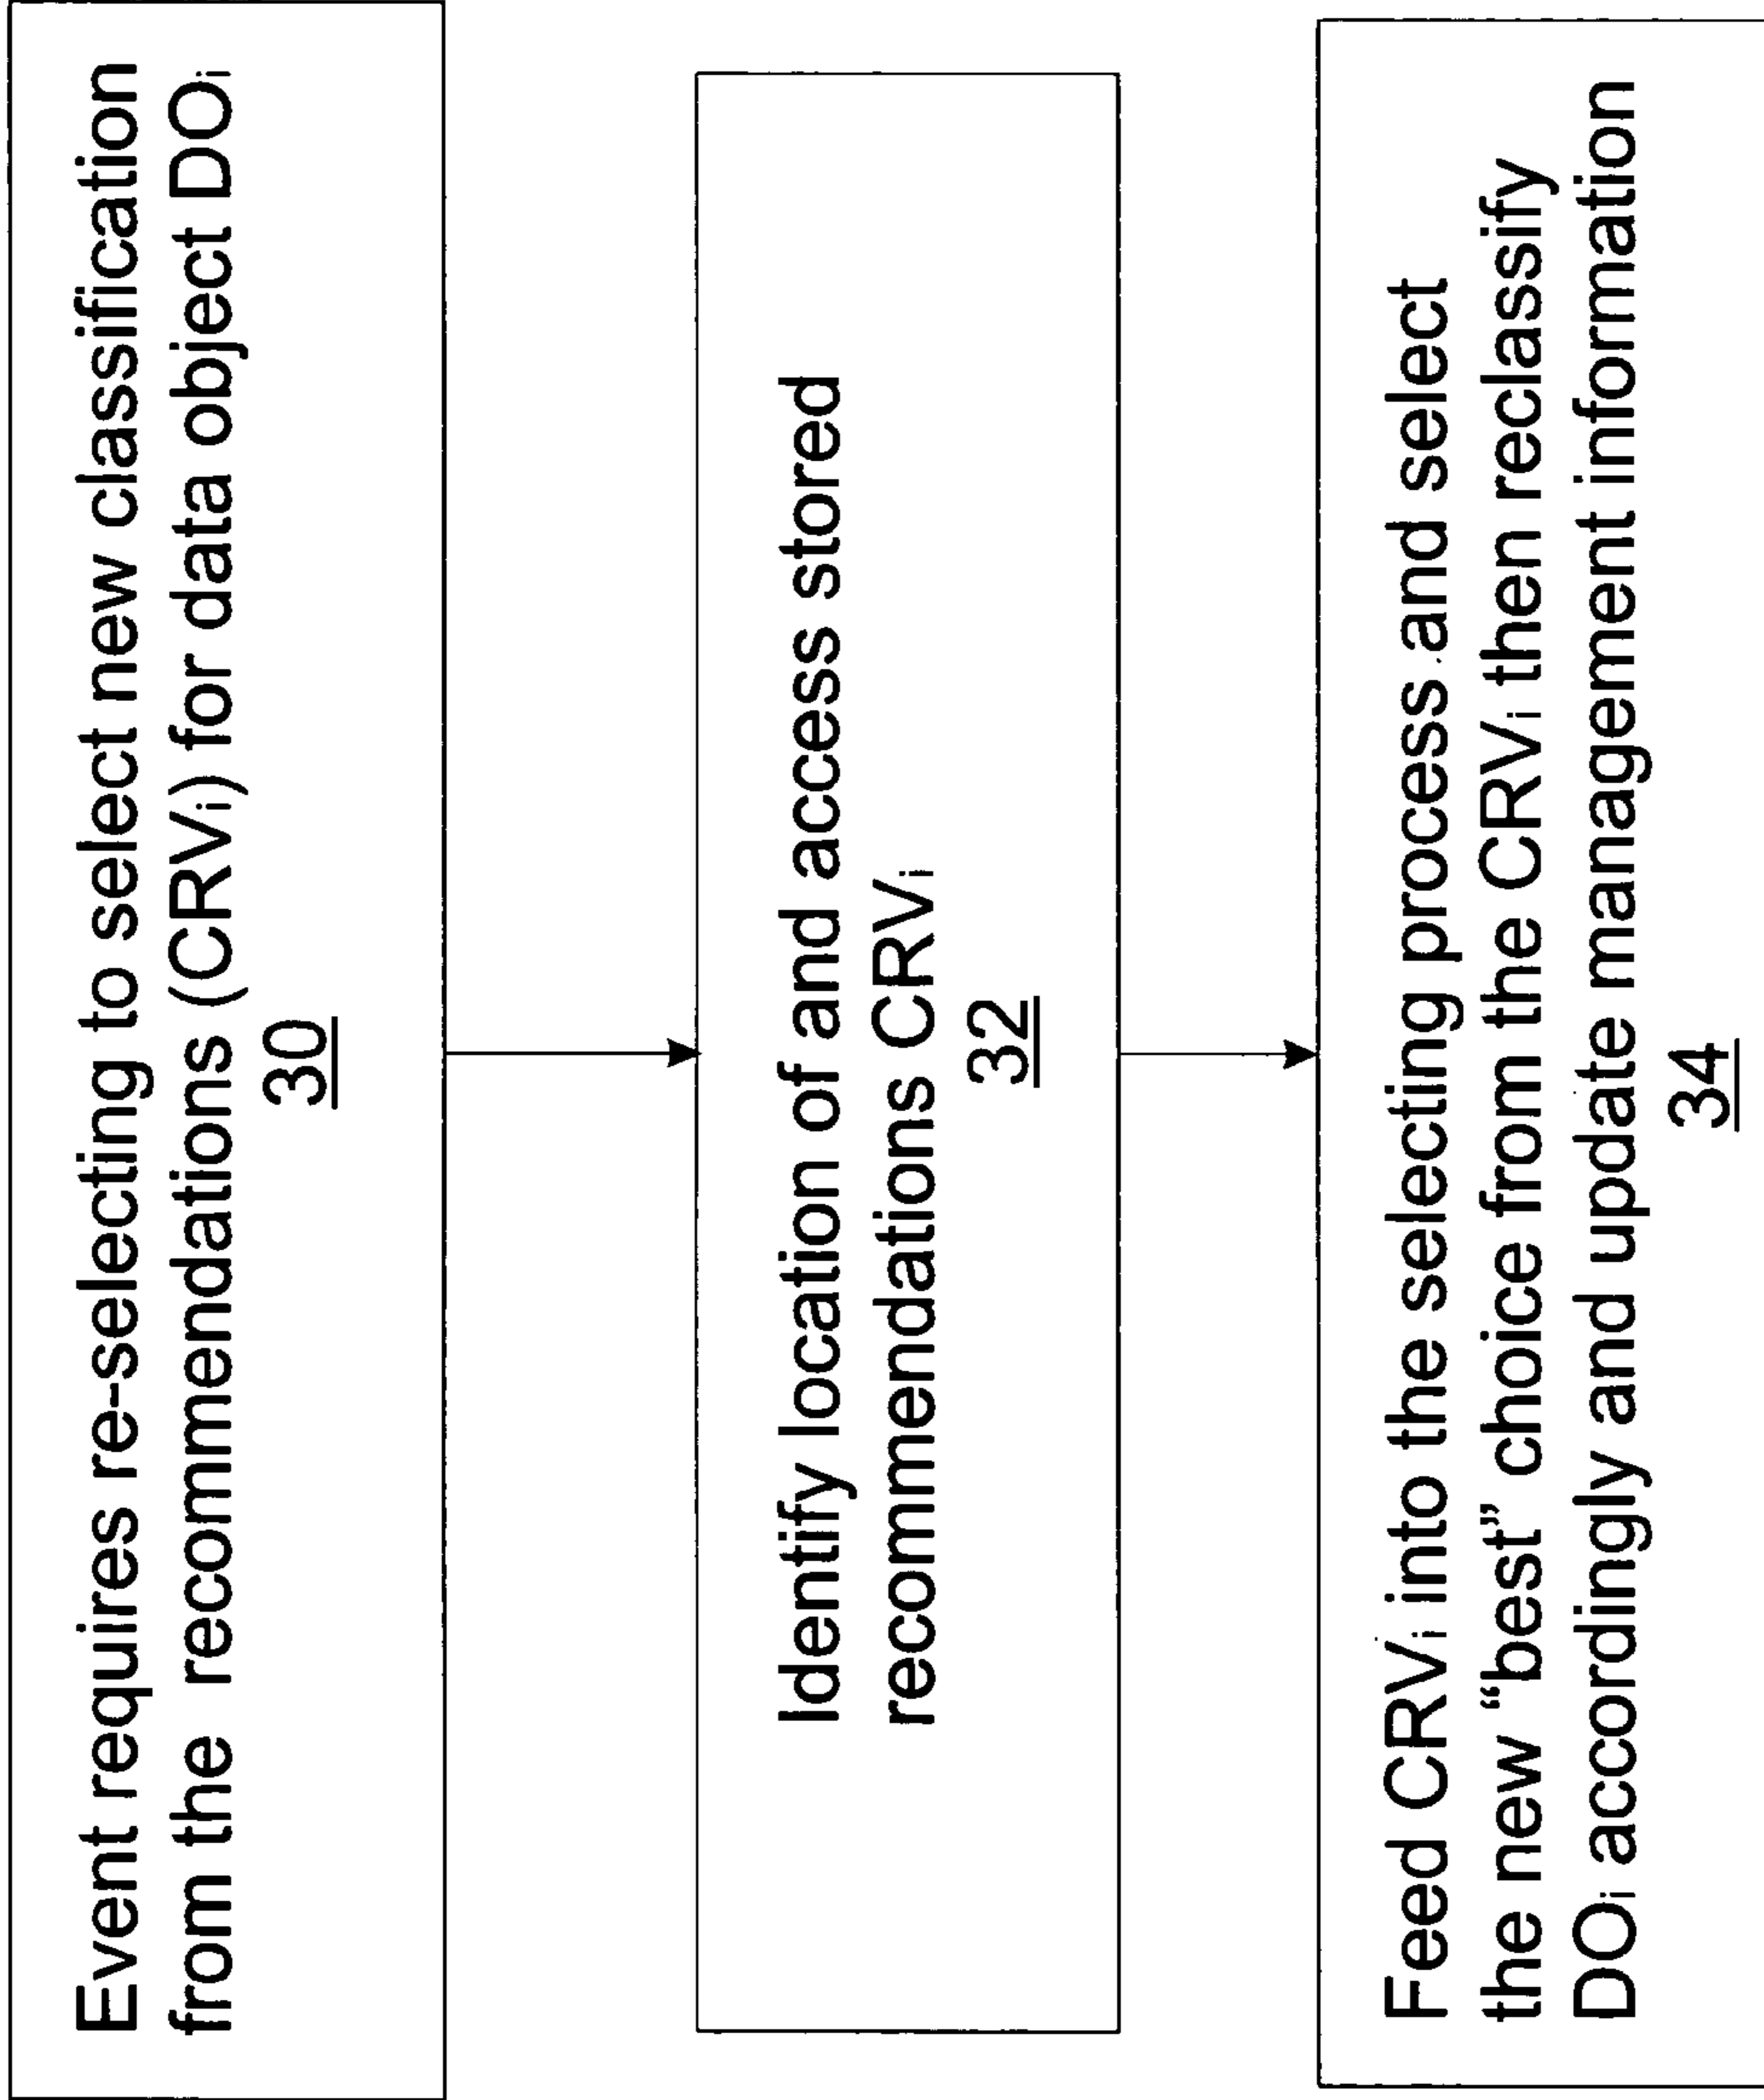 Event requires re-selecting to select new classification
from the recommendations (CRVi) for data object DOi
30
Identify location of and access stored
recommendations CRVi
32
Feed CRVi into the selecting process and select
the new “best” choice from the CRVi then reclassify
DOi accordingly and update management information
34